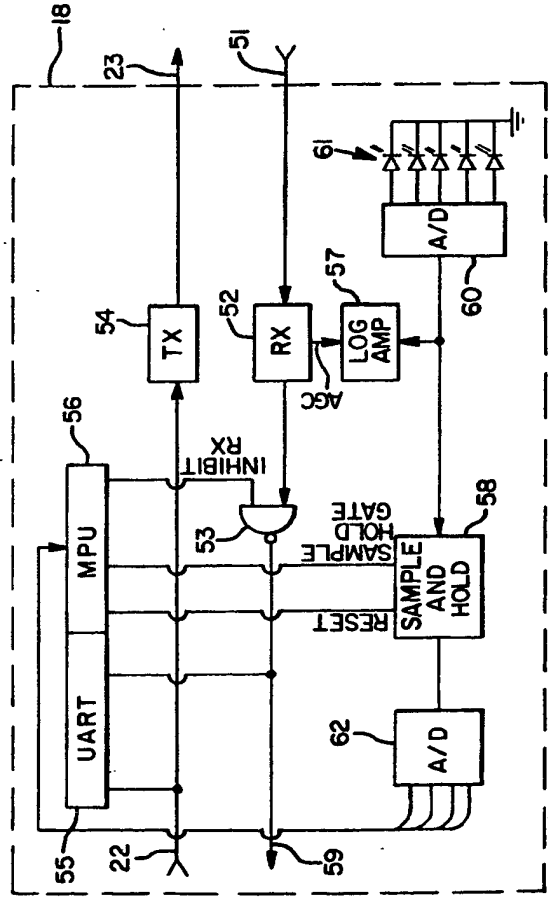 18
23
51
54
TX
52
RX
AGC
57
LOG
AMP
61
A/D
60
56
MPU
UART
55
INHIBIT
RX
53
SAMPLE
HOLD
GATE
RESET
SAMPLE
AND
HOLD
58
62
A/D
22
59